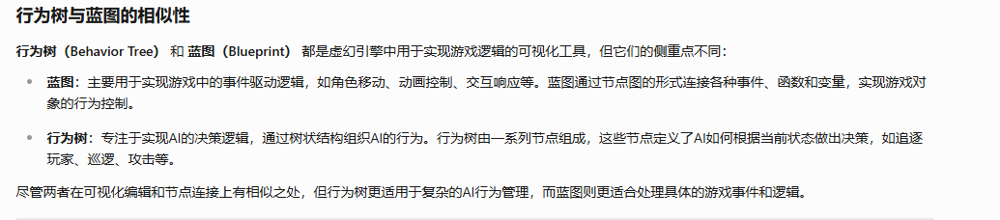 行为树与蓝图的相似性
行为树（Behavior Tree） 和 蓝图（Blueprint） 都是虚幻引擎中用于实现游戏逻辑的可视化工具，但它们的侧重点不同：
• 蓝图：主要用于实现游戏中的事件驱动逻辑，如角色移动、动画控制、交互响应等。蓝图通过节点图的形式连接各种事件、函数和变量，实现游戏对
象的行为控制。
• 行为树：专注于实现AI的决策逻辑，通过树状结构组织AI的行为。行为树由一系列节点组成，这些节点定义了AI如何根据当前状态做出决策，如追逐
玩家、巡逻、攻击等。
尽管两者在可视化编辑和节点连接上有相似之处，但行为树更适用于复杂的AI行为管理，而蓝图则更适合处理具体的游戏事件和逻辑。